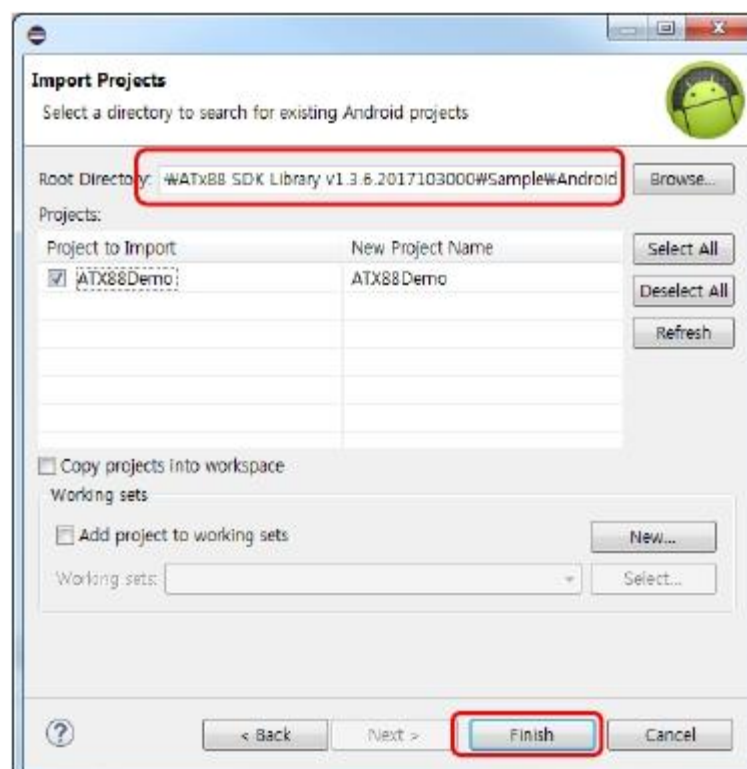 Import Projects
Select a directory to search for existing Android projects
Root Directory: ₩ATx88 SDK Library v1.3.6.2017103000₩Sample₩Android Browse...
Projects:
Project to Import New Project Name Select All
ATX88Demo ATX88Demo
Deselect All
Refresh
Copy projects into workspace
Working sets
Add project to working sets New...
Working sets: Select...
? < Back Next > Finish Cancel